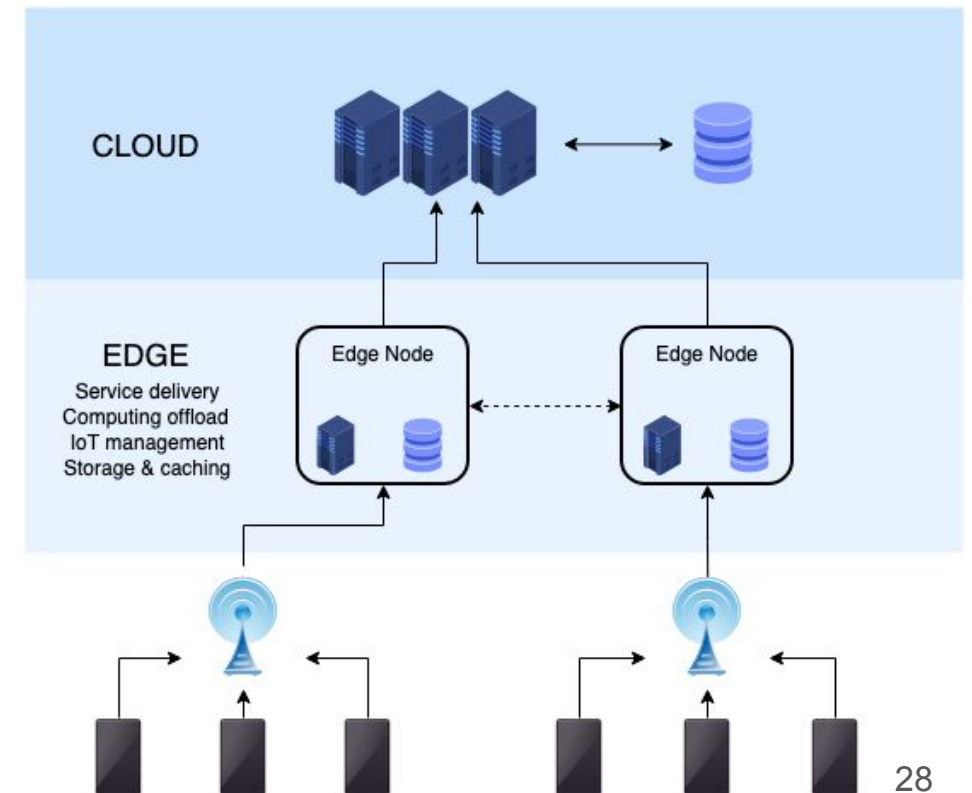 CLOUD
EDGE
Service delivery
Computing offload
IoT management
Storage & caching
Edge Node
Edge Node
28